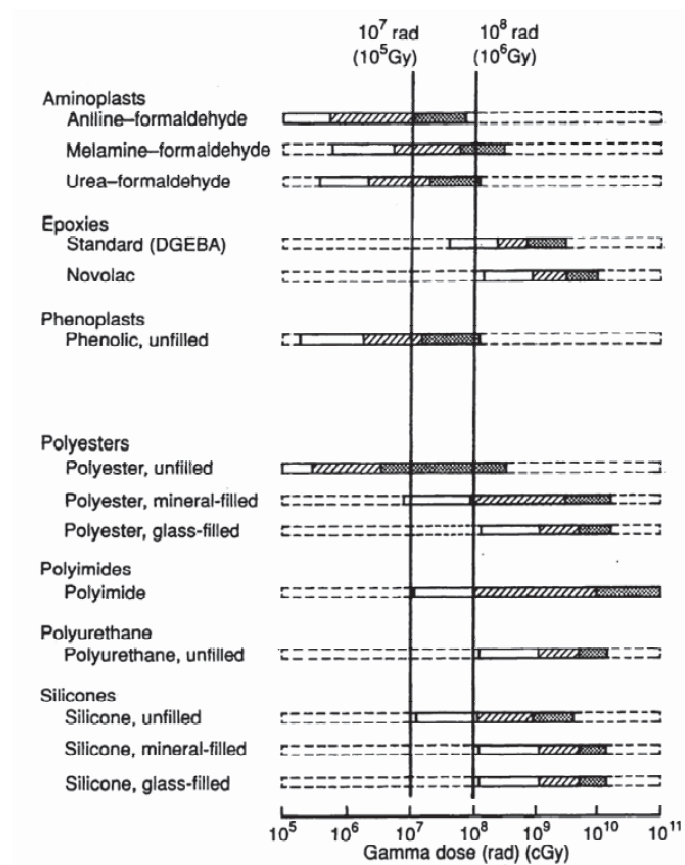 10⁷ rad
(10⁵Gy)
10⁸ rad
(10⁶Gy)
Aminoplasts
Aniline–formaldehyde
Melamine–formaldehyde
Urea–formaldehyde
Epoxies
Standard (DGEBA)
Novolac
Phenoplasts
Phenolic, unfilled
Polyesters
Polyester, unfilled
Polyester, mineral-filled
Polyester, glass-filled
Polyimides
Polyimide
Polyurethane
Polyurethane, unfilled
Silicones
Silicone, unfilled
Silicone, mineral-filled
Silicone, glass-filled
10⁵ 10⁶ 10⁷ 10⁸ 10⁹ 10¹⁰ 10¹¹
Gamma dose (rad) (cGy)